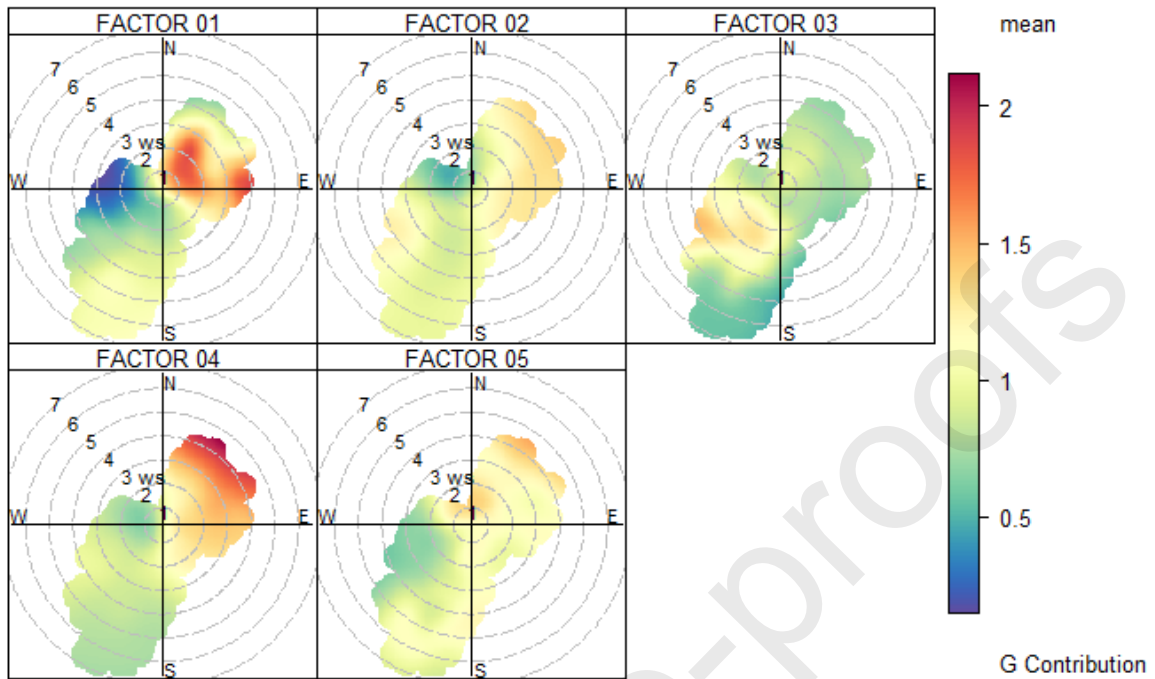 FACTOR 01
FACTOR 02
FACTOR 03
mean
N
7
6
5
4
3 ws
2
1
W
E
S
N
7
6
5
4
3 ws
2
1
W
E
S
N
7
6
5
4
3 ws
2
1
W
E
S
2
1.5
1
0.5
FACTOR 04
FACTOR 05
N
7
6
5
4
3 ws
2
1
W
E
S
N
7
6
5
4
3 ws
2
1
W
E
S
G Contribution
e-proofs